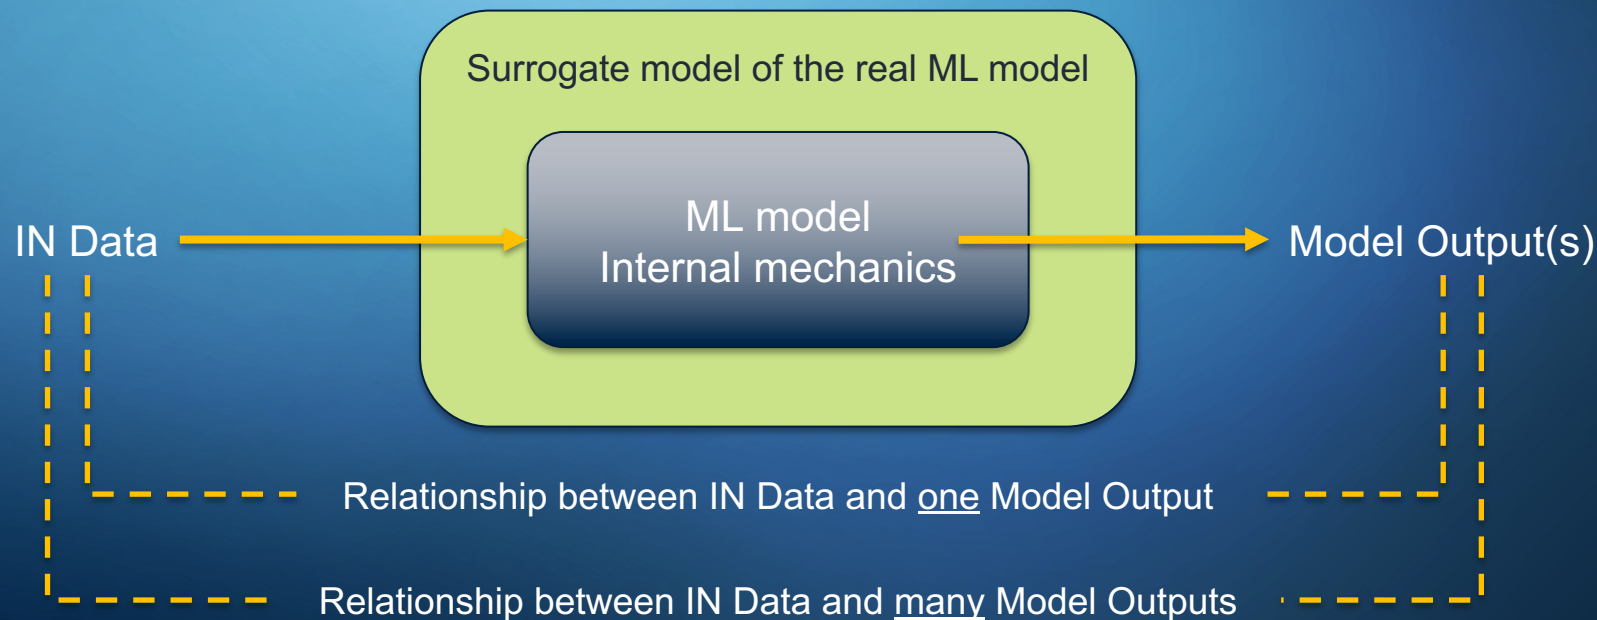 Surrogate model of the real ML model
ML model
Internal mechanics
IN Data
Model Output(s)
Relationship between IN Data and one Model Output
Relationship between IN Data and many Model Outputs